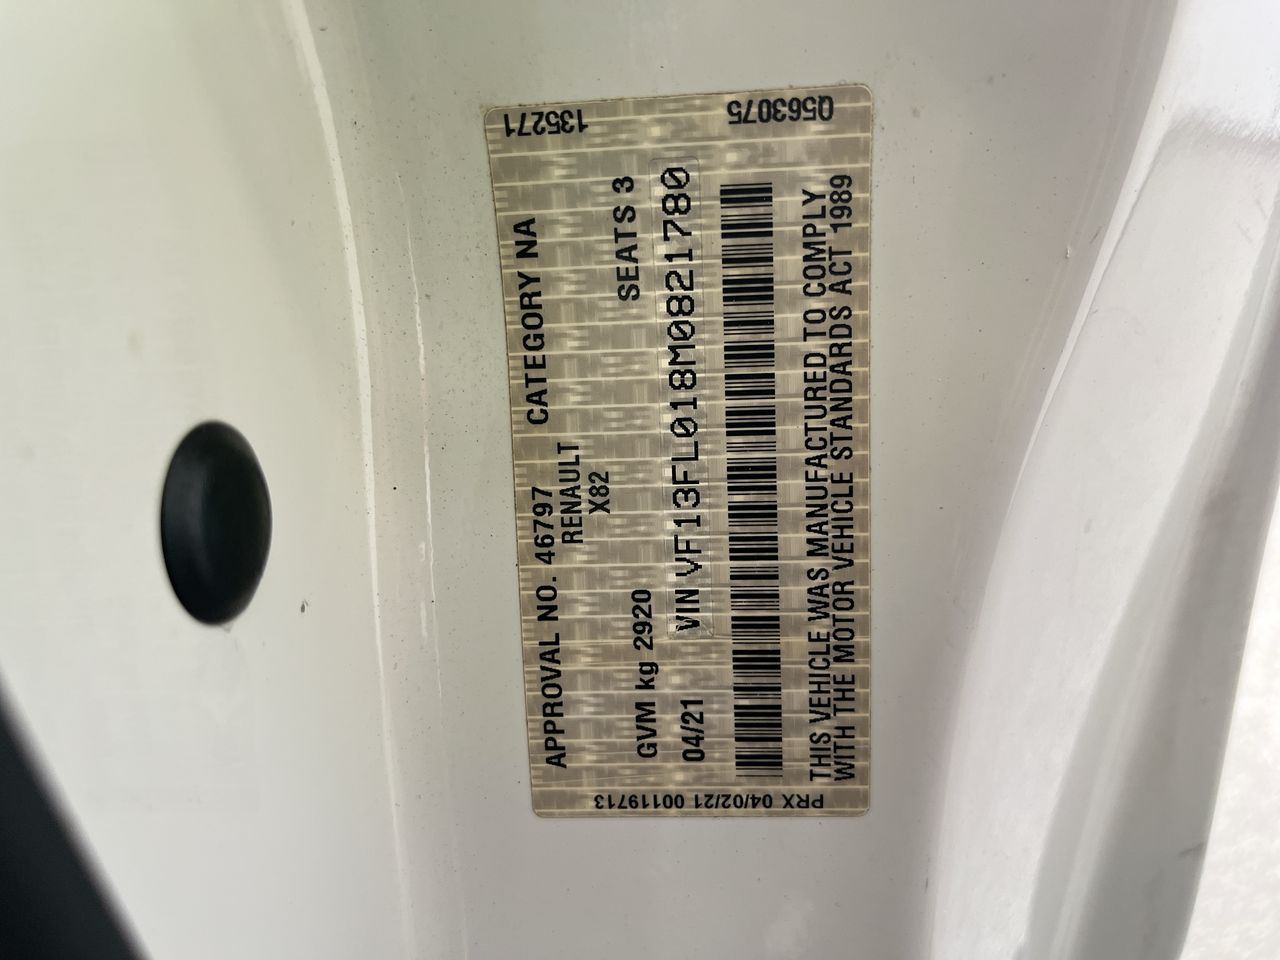 APPROVAL NO. 46797 CATEGORY NA
RENAULT
X82
GVM kg 2920 SEATS 3
04/21 VIN VF13FL018M0821780
THIS VEHICLE WAS MANUFACTURED TO COMPLY
WITH THE MOTOR VEHICLE STANDARDS ACT 1989
135271
Q563075
PRX 04/02/21 00119713